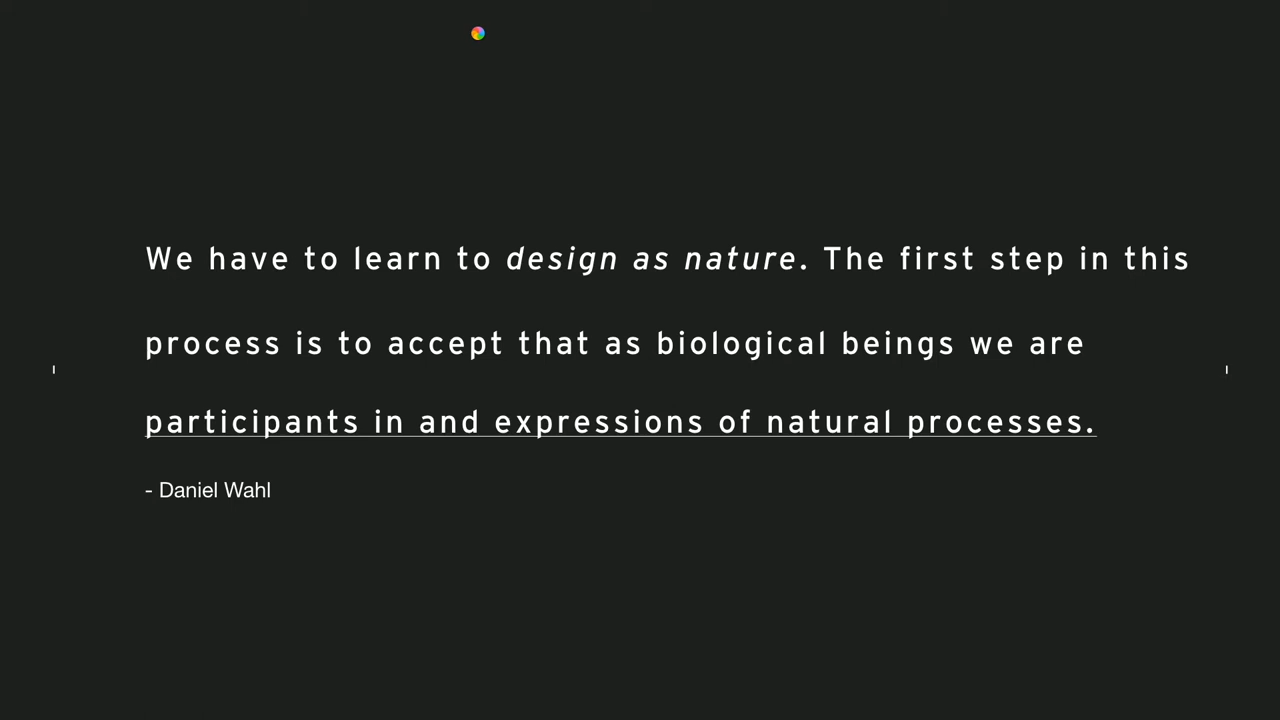 We have to learn to design as nature. The first step in this
process is to accept that as biological beings we are
participants in and expressions of natural processes.
- Daniel Wahl